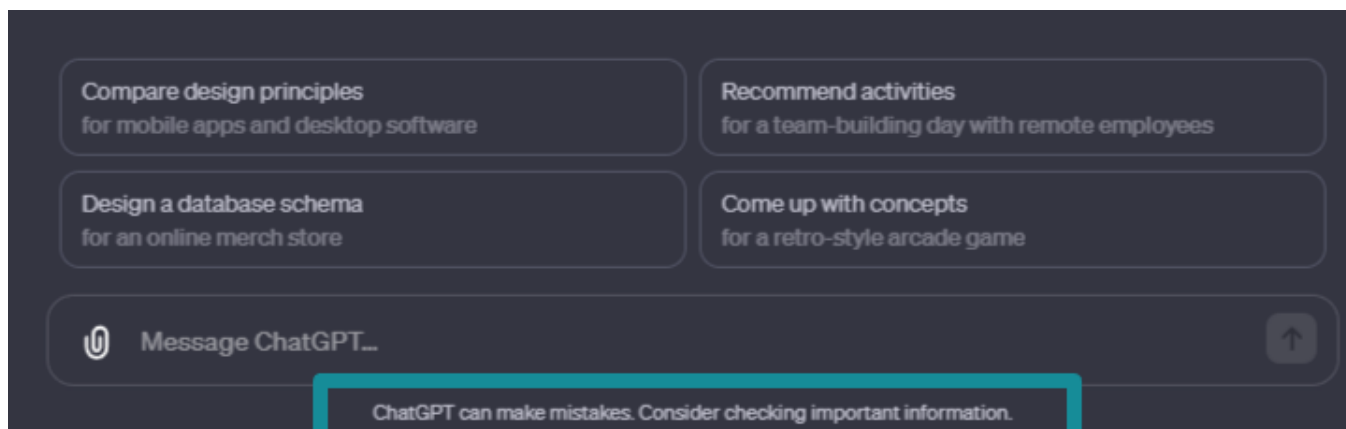 Compare design principles
for mobile apps and desktop software
Recommend activities
for a team-building day with remote employees
Design a database schema
for an online merch store
Come up with concepts
for a retro-style arcade game
Message ChatGPT...
ChatGPT can make mistakes. Consider checking important information.